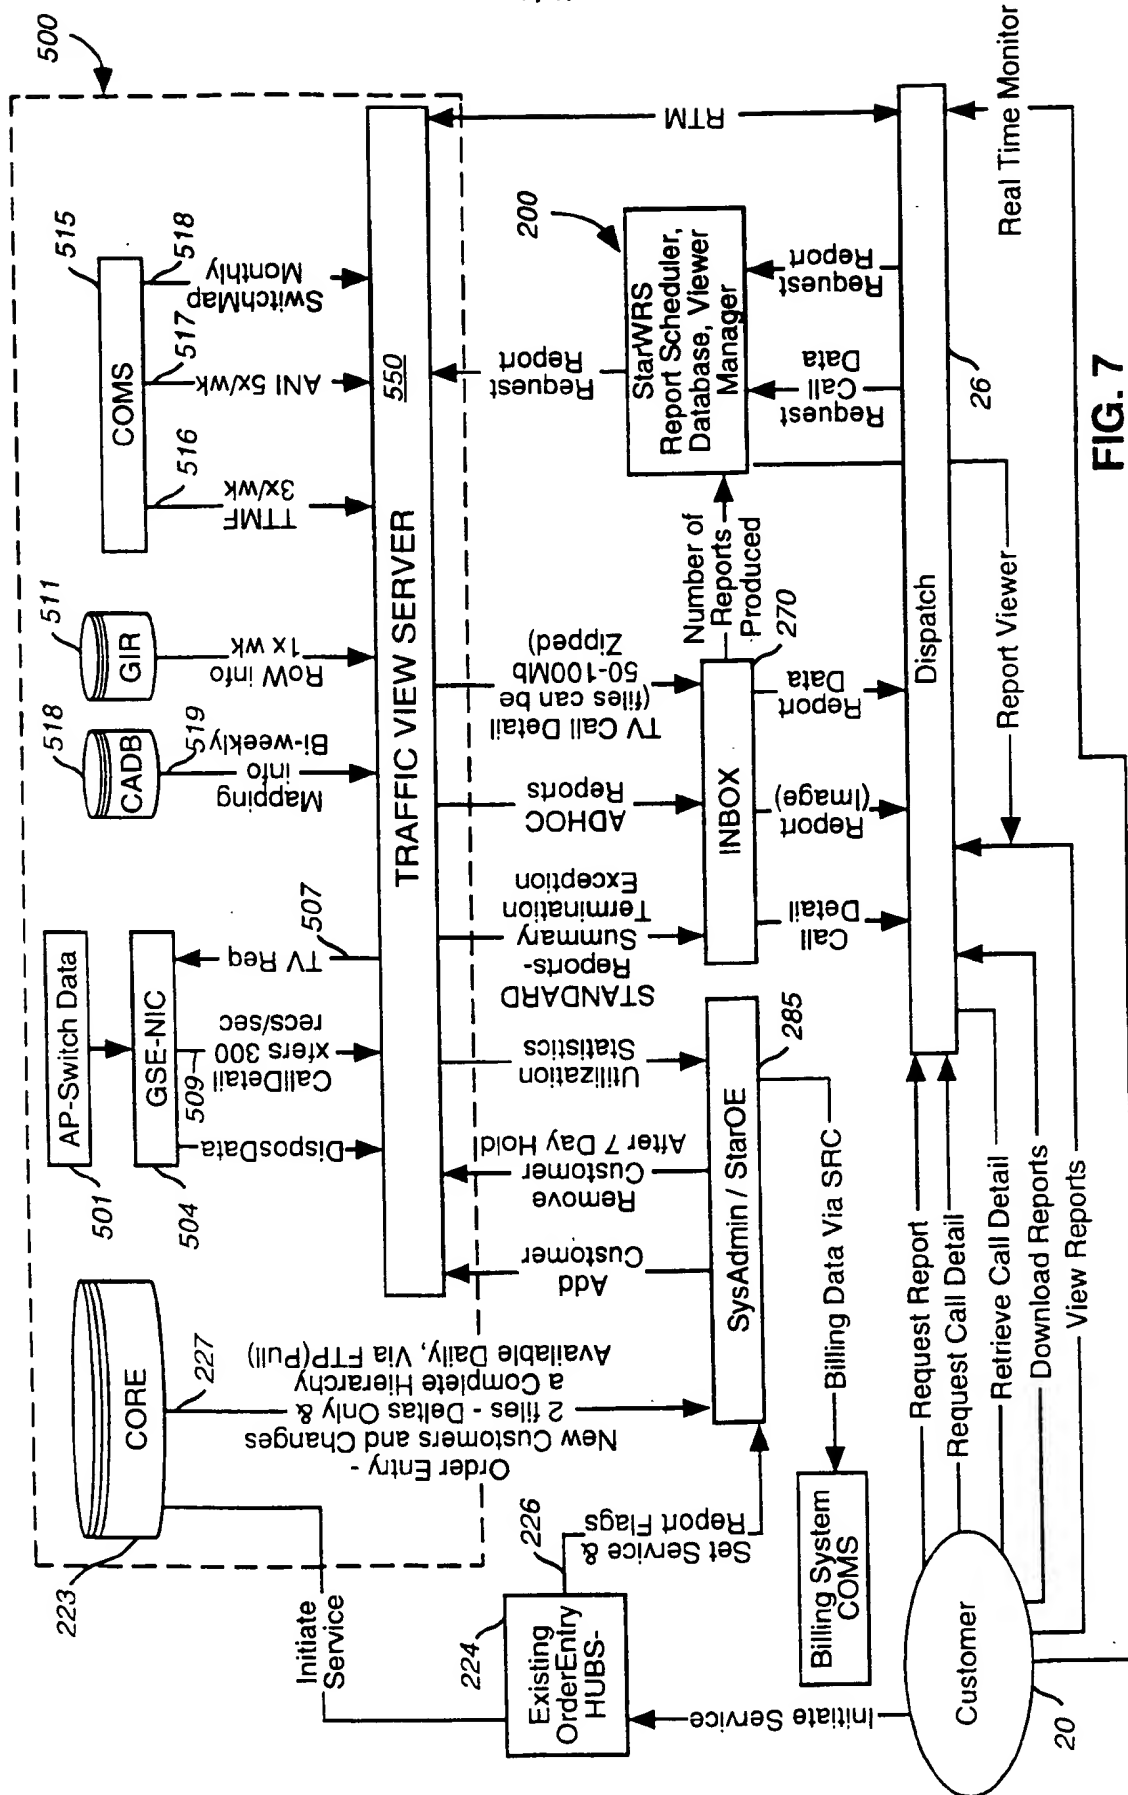 500
515
COMS
516
TTMF
3x/wk
517
ANI 5x/wk
518
SwitchMap
Monthly
511
GIR
RoW info
1x wk
518
CADB
519
Mapping
info
Bi-weekly
501
AP-Switch Data
504
GSE-NIC
507
TV Req
509
CallDetail
xfers 300
recs/sec
DisposData
223
CORE
227
Order Entry -
New Customers and Changes
2 files - Deltas Only &
a Complete Hierarchy
Available Daily, Via FTP(Pull)
TRAFFIC VIEW SERVER
550
RTM
200
StarWRS
Report Scheduler,
Database, Viewer
Manager
Request
Report
Request
Call
Data
Request
Report
Number of
Reports
Produced
270
INBOX
TV Call Detail
(files can be
50-100Mb
Zipped)
ADHOC
Reports
STANDARD
Reports-
Summary
Termination
Exception
Call
Detail
Report
(Image)
Report
Data
285
SysAdmin / StarOE
Utilization
Statistics
Remove
Customer
After 7 Day Hold
Add
Customer
Billing Data Via SRC
Billing System
COMS
Initiate
Service
224
Existing
OrderEntry
HUBS-
226
Set Service &
Report Flags
Initiate Service
Customer
20
Dispatch
26
Request Report
Request Call Detail
Retrieve Call Detail
Download Reports
View Reports
Report Viewer
Real Time Monitor
FIG. 7